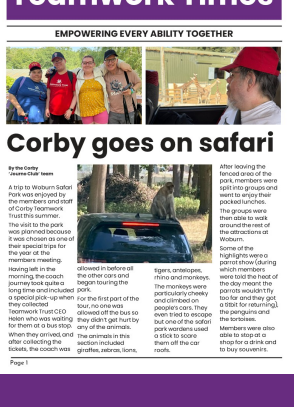 Teamwork Times
EMPOWERING EVERY ABILITY TOGETHER
Corby goes on safari
By the Corby
'Journo Club' team
A trip to Woburn Safari
Park was enjoyed by the
members and staff
of Corby Teamwork
Trust this summer.
The visit to the park
was planned because
it was chosen as one of
their special trips for
the year at the
members meeting.
Having left in the
morning, the coach
journey took quite a
long time and included
a special pick-up when
they collected
Teamwork Trust CEO
Helen who was waiting
for them at a bus stop.
When they arrived, and
after collecting the
tickets, the coach was
allowed in before all
the other cars and
began touring the
park.
For the first part of the
tour, no one was
allowed off the bus so
they didn't get hurt by
any of the animals.
The animals in this
section included
giraffes, zebras, lions,
tigers, antelopes,
rhino and monkeys.
The monkeys were
particularly cheeky
and climbed on
people's cars. They
even tried to escape
but one of the safari
park wardens used
a stick to scare
them off the car
roofs.
After leaving the
fenced area of the
park, members were
split into groups and
went to enjoy their
packed lunches.
The groups were
then able to walk
around the rest of
the attractions at
Woburn.
Some of the
highlights were a
parrot show (during
which members
were told the heat of
the day meant the
parrots wouldn't fly
too far and they got
a titbit for returning),
the penguins and
the tortoises.
Members were also
able to stop at a
shop for a drink and
to buy souvenirs.
Page 1